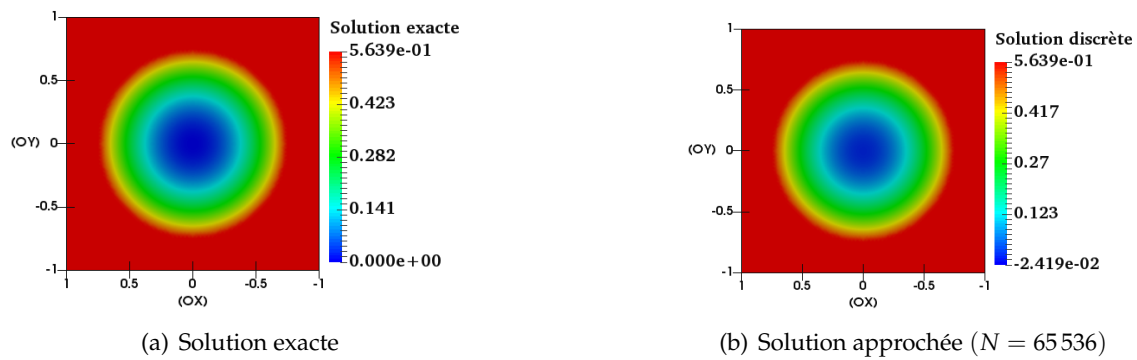 1
0.5
(OY) 0
-0.5
-1
1 0.5 0 -0.5 -1
(OX)
Solution exacte
5.639e-01
0.423
0.282
0.141
0.000e+00
(a) Solution exacte
1
0.5
(OY) 0
-0.5
-1
1 0.5 0 -0.5 -1
(OX)
Solution discrète
5.639e-01
0.417
0.27
0.123
-2.419e-02
(b) Solution approchée (N = 65 536)